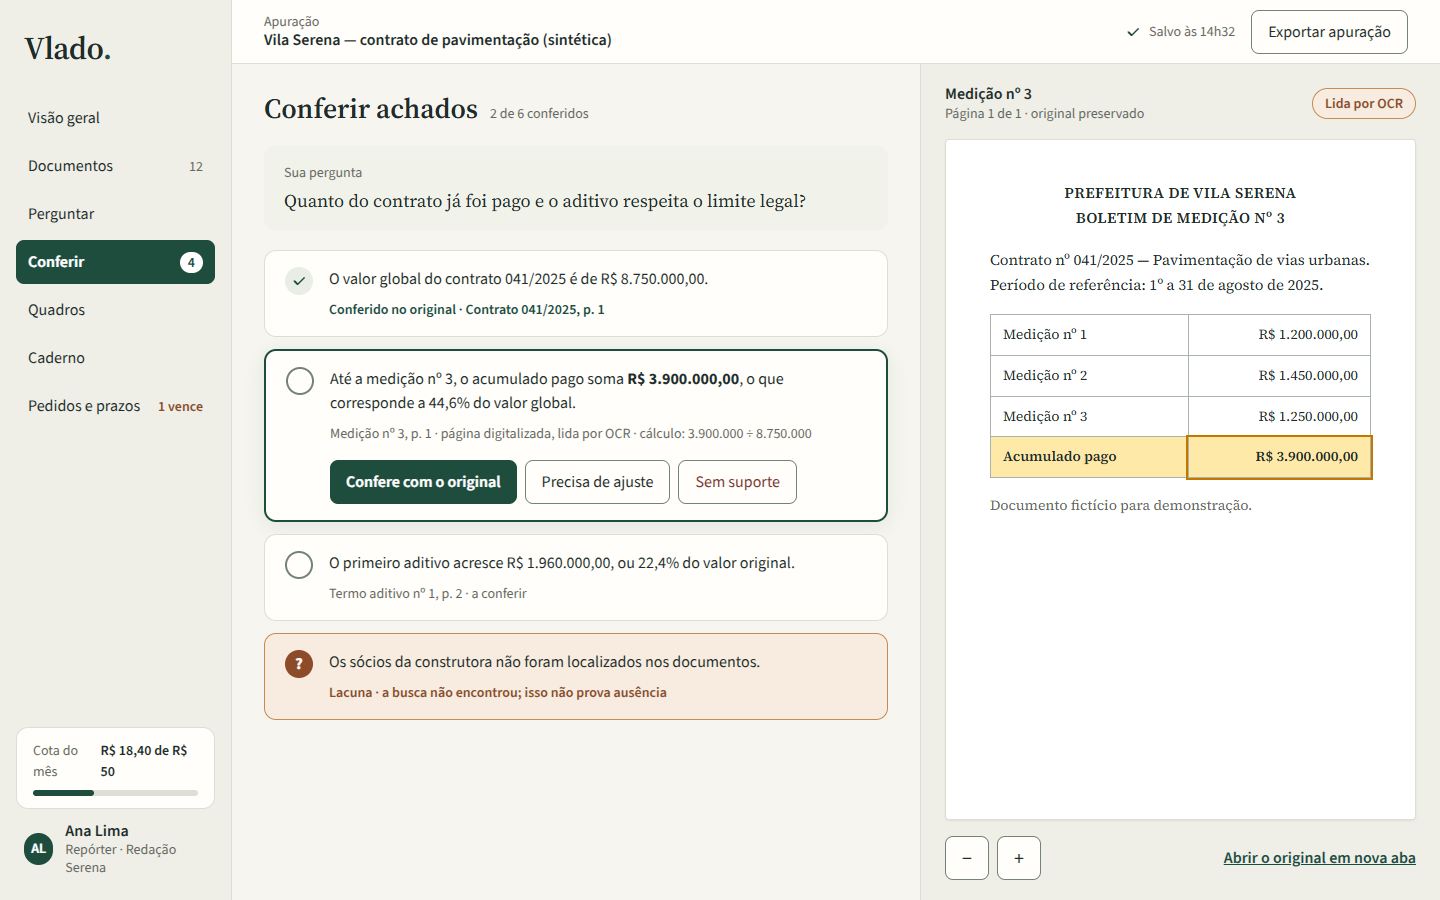 Vlado.
Visão geral
Documentos 12
Perguntar
Conferir 4
Quadros
Caderno
Pedidos e prazos 1 vence
Cota do mês R$ 18,40 de R$ 50
AL
Ana Lima
Repórter · Redação
Serena
Apuração
Vila Serena — contrato de pavimentação (sintética)
Salvo às 14h32
Exportar apuração
Conferir achados 2 de 6 conferidos
Sua pergunta
Quanto do contrato já foi pago e o aditivo respeita o limite legal?
O valor global do contrato 041/2025 é de R$ 8.750.000,00.
Conferido no original · Contrato 041/2025, p. 1
Até a medição nº 3, o acumulado pago soma R$ 3.900.000,00, o que
corresponde a 44,6% do valor global.
Medição nº 3, p. 1 · página digitalizada, lida por OCR · cálculo: 3.900.000 ÷ 8.750.000
Confere com o original Precisa de ajuste Sem suporte
O primeiro aditivo acresce R$ 1.960.000,00, ou 22,4% do valor original.
Termo aditivo nº 1, p. 2 · a conferir
? Os sócios da construtora não foram localizados nos documentos.
Lacuna · a busca não encontrou; isso não prova ausência
Medição nº 3
Página 1 de 1 · original preservado
Lida por OCR
PREFEITURA DE VILA SERENA
BOLETIM DE MEDIÇÃO Nº 3
Contrato nº 041/2025 — Pavimentação de vias urbanas.
Período de referência: 1º a 31 de agosto de 2025.
Medição nº 1 R$ 1.200.000,00
Medição nº 2 R$ 1.450.000,00
Medição nº 3 R$ 1.250.000,00
Acumulado pago R$ 3.900.000,00
Documento fictício para demonstração.
− +
Abrir o original em nova aba